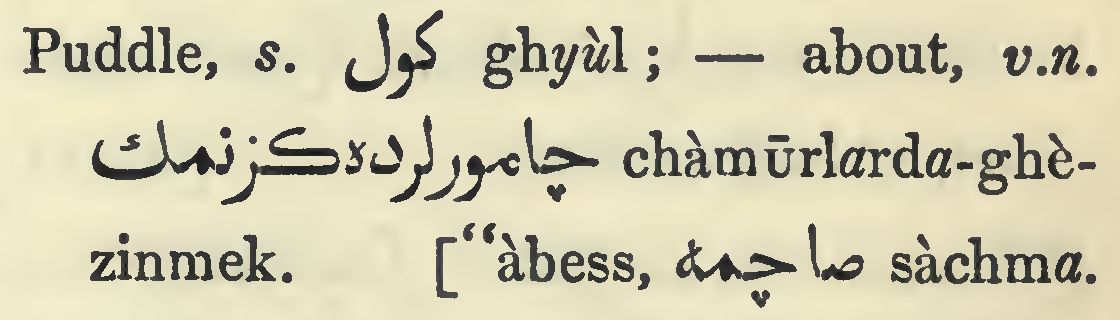 Puddle, s. كول ghyùl ; — about, v.n.
چامورلرده كزنمك chàmūrlarda-ghè-
zinmek. [“àbess, صاچمه sàchma.